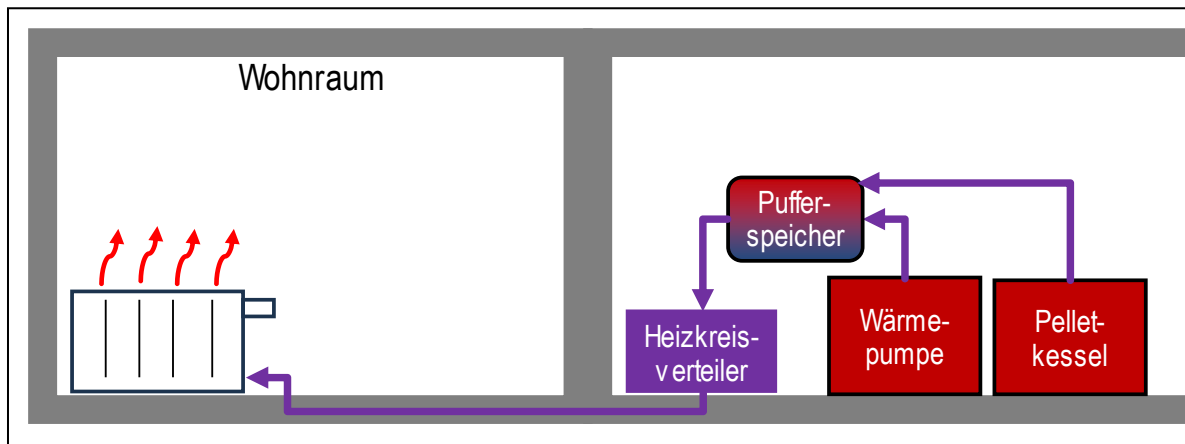 Wohnraum
Puffer-
speicher
Heizkreis-
verteiler
Wärme-
pumpe
Pellet-
kessel